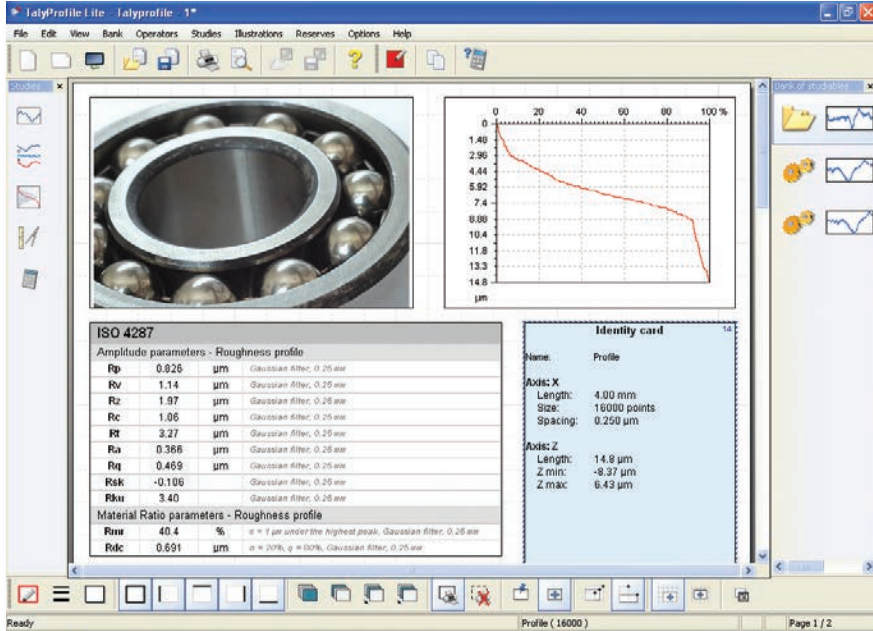 TalyProfile Lite - Talyprofile - 1*
File Edit View Bank Operators Studies Illustrations Reserves Options Help
Studies
Bank of studiables
0 20 40 60 80 100 %
0
1.40
2.96
4.44
5.92
7.4
8.88
10.4
11.8
13.3
14.8
µm
ISO 4287
Amplitude parameters - Roughness profile
Rp 0.826 µm Gaussian filter, 0.25 mm
Rv 1.14 µm Gaussian filter, 0.25 mm
Rz 1.97 µm Gaussian filter, 0.25 mm
Rc 1.06 µm Gaussian filter, 0.25 mm
Rt 3.27 µm Gaussian filter, 0.25 mm
Ra 0.366 µm Gaussian filter, 0.25 mm
Rq 0.469 µm Gaussian filter, 0.25 mm
Rsk -0.106 Gaussian filter, 0.25 mm
Rku 3.40 Gaussian filter, 0.25 mm
Material Ratio parameters - Roughness profile
Rmr 40.4 % c = 1 µm under the highest peak, Gaussian filter, 0.25 mm
Rdc 0.691 µm Gaussian filter, 0.25 mm
Identity card 14
Name: Profile
Axis: X
Length: 4.00 mm
Size: 16000 points
Spacing: 0.250 µm
Axis: Z
Length: 14.8 µm
Z min: -8.37 µm
Z max: 6.43 µm
Ready
Profile ( 16000 )
Page 1 / 2